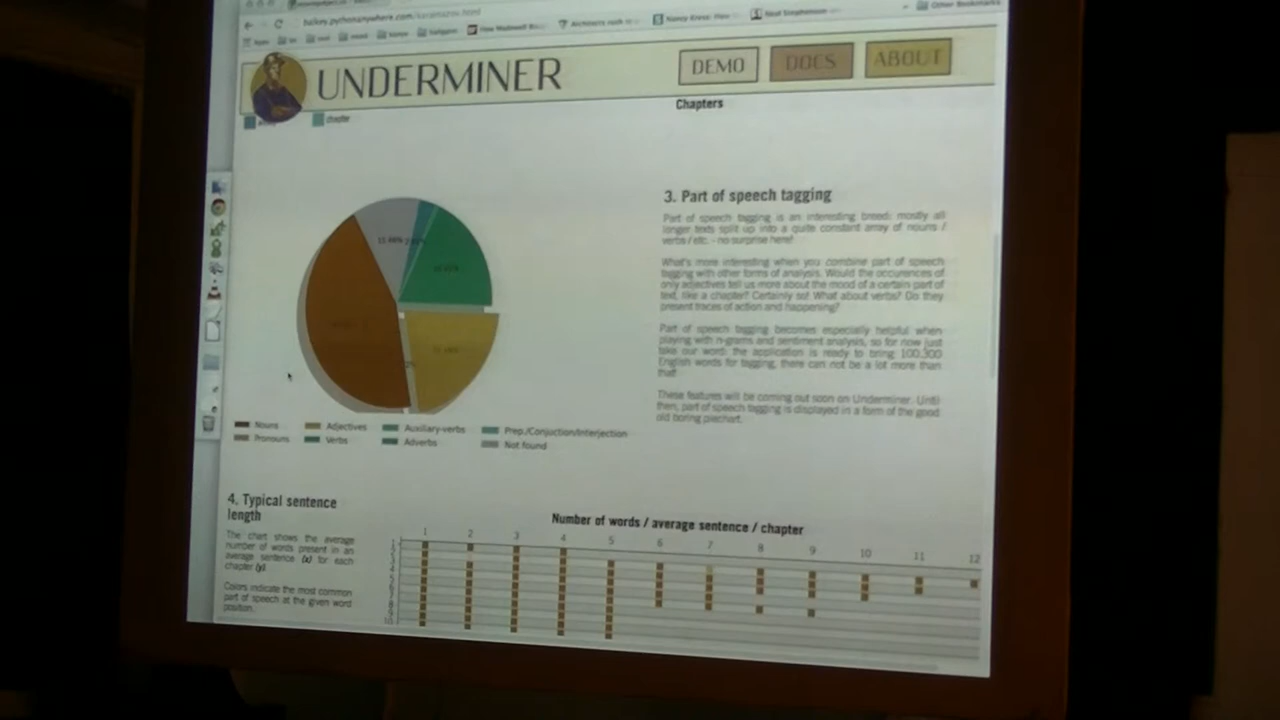 balkey.pythonanywhere.com/karamazov.html
Other Bookmarks
UNDERMINER
DEMO
DOCS
ABOUT
chapter
Chapters
3. Part of speech tagging
Part of speech tagging is an interesting breed: mostly all
longer texts split up into a quite constant array of nouns /
verbs / etc. - no surprise here!
What's more interesting when you combine part of speech
tagging with other forms of analysis. Would the occurences of
only adjectives tell us more about the mood of a certain part of
text, like a chapter? Certainly so! What about verbs? Do they
present traces of action and happening?
Part of speech tagging becomes especially helpful when
playing with n-grams and sentiment analysis, so for now just
take our word: the application is ready to bring 100.300
English words for tagging, there can not be a lot more than
that!
These features will be coming out soon on Underminer. Until
then, part of speech tagging is displayed in a form of the good
old boring piechart.
Nouns
Adjectives
Auxiliary-verbs
Prep./Conjuction/Interjection
Pronouns
Verbs
Adverbs
Not found
4. Typical sentence
length
The chart shows the average
number of words present in an
average sentence (x) for each
chapter (y).
Colors indicate the most common
part of speech at the given word
position.
Number of words / average sentence / chapter
1 2 3 4 5 6 7 8 9 10 11 12